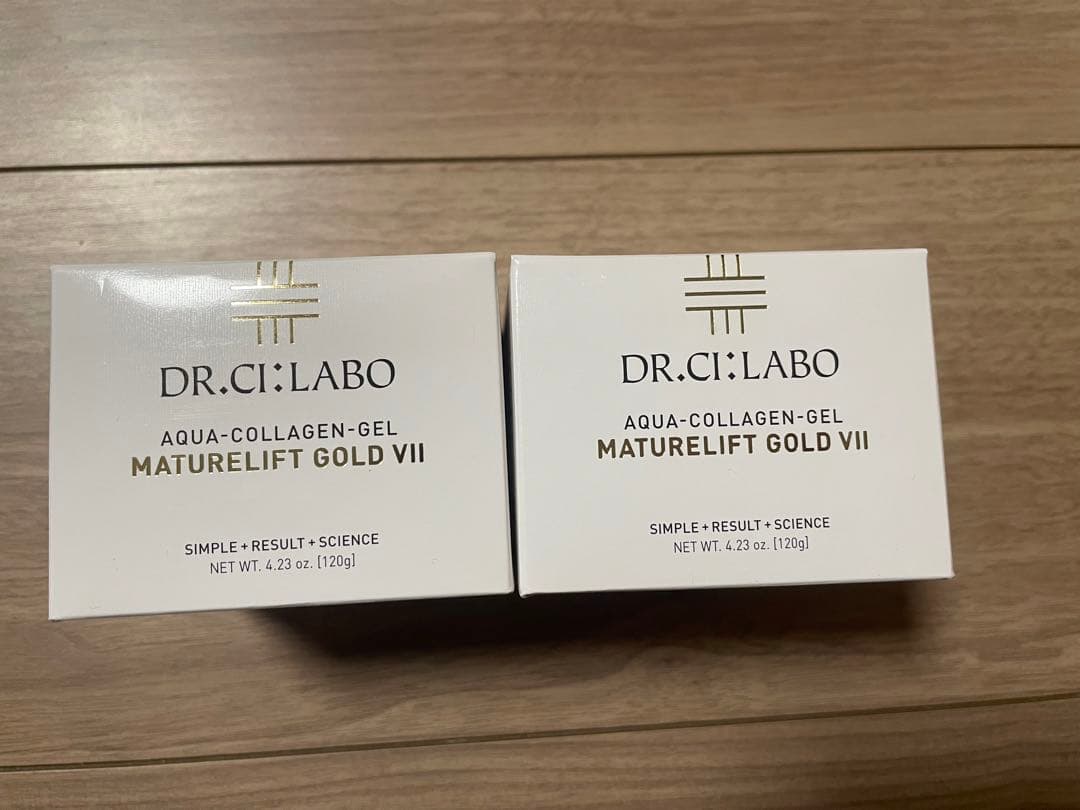 DR.CI:LABO
AQUA-COLLAGEN-GEL
MATURELIFT GOLD VII
SIMPLE + RESULT + SCIENCE
NET WT. 4.23 oz. [120g]
DR.CI:LABO
AQUA-COLLAGEN-GEL
MATURELIFT GOLD VII
SIMPLE + RESULT + SCIENCE
NET WT. 4.23 oz. [120g]